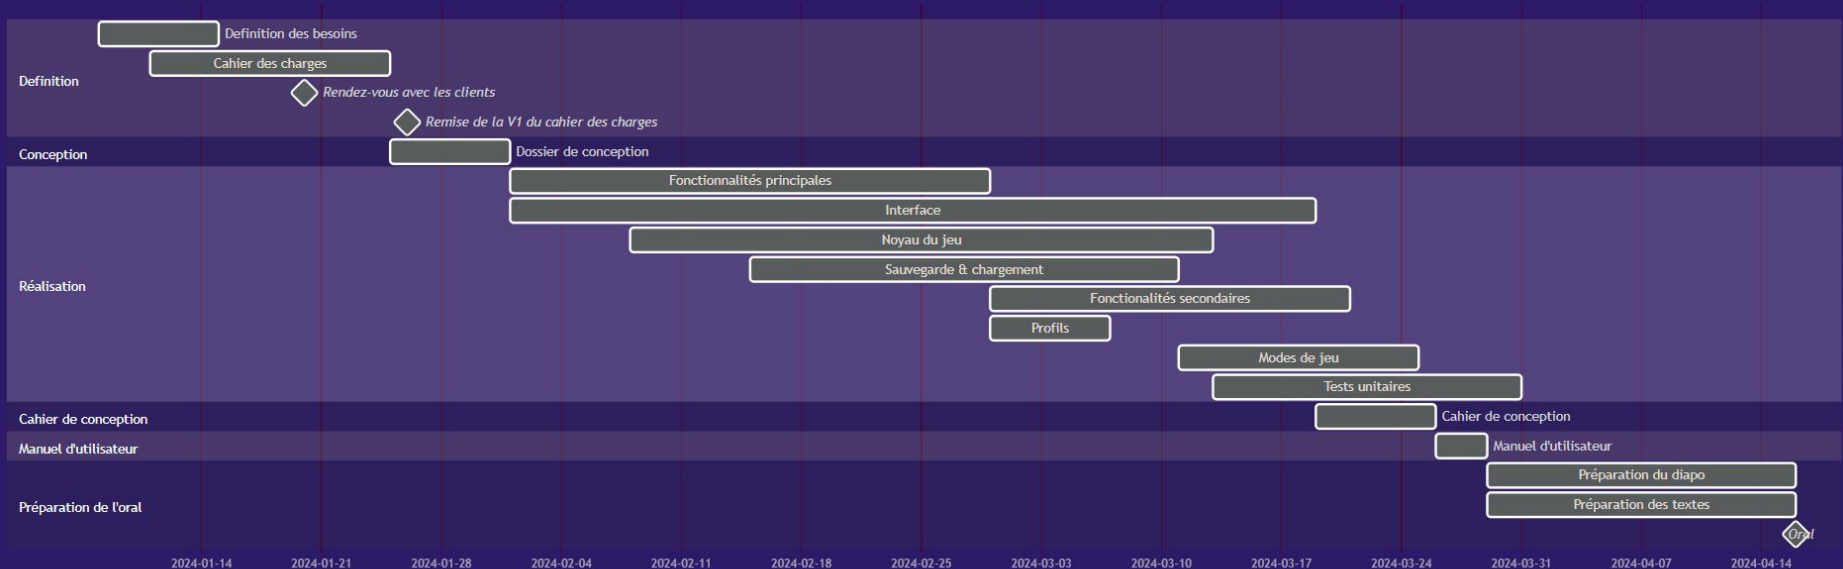 Definition des besoins
Cahier des charges
Definition
Rendez-vous avec les clients
Remise de la V1 du cahier des charges
Conception
Dossier de conception
Fonctionnalités principales
Interface
Noyau du jeu
Sauvegarde & chargement
Réalisation
Fonctionalités secondaires
Profils
Modes de jeu
Tests unitaires
Cahier de conception
Cahier de conception
Manuel d'utilisateur
Manuel d'utilisateur
Préparation du diapo
Préparation de l'oral
Préparation des textes
Oral
2024-01-14 2024-01-21 2024-01-28 2024-02-04 2024-02-11 2024-02-18 2024-02-25 2024-03-03 2024-03-10 2024-03-17 2024-03-24 2024-03-31 2024-04-07 2024-04-14